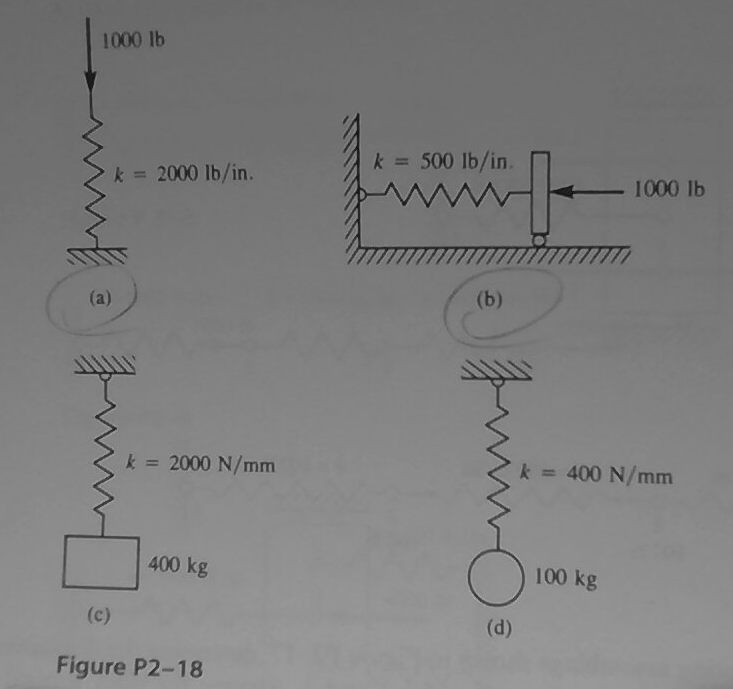 1000 lb
k = 2000 lb/in.
(a)
k = 500 lb/in.
1000 lb
(b)
k = 2000 N/mm
400 kg
(c)
k = 400 N/mm
100 kg
(d)
Figure P2–18